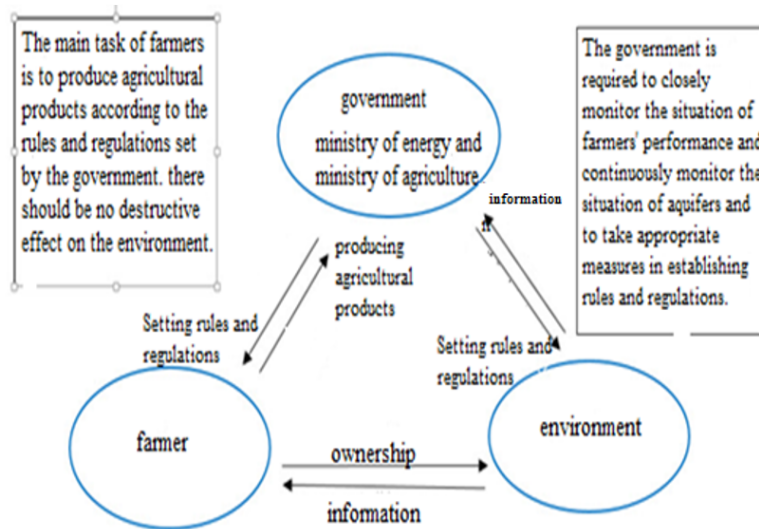 The main task of farmers
is to produce agricultural
products according to the
rules and regulations set
by the government. there
should be no destructive
effect on the environment.
government
ministry of energy and
ministry of agriculture
The government is
required to closely
monitor the situation of
farmers' performance and
continuously monitor the
situation of aquifers and
to take appropriate
measures in establishing
rules and regulations.
information
producing
agricultural
products
Setting rules and
regulations
Setting rules and
regulations
farmer
environment
ownership
information